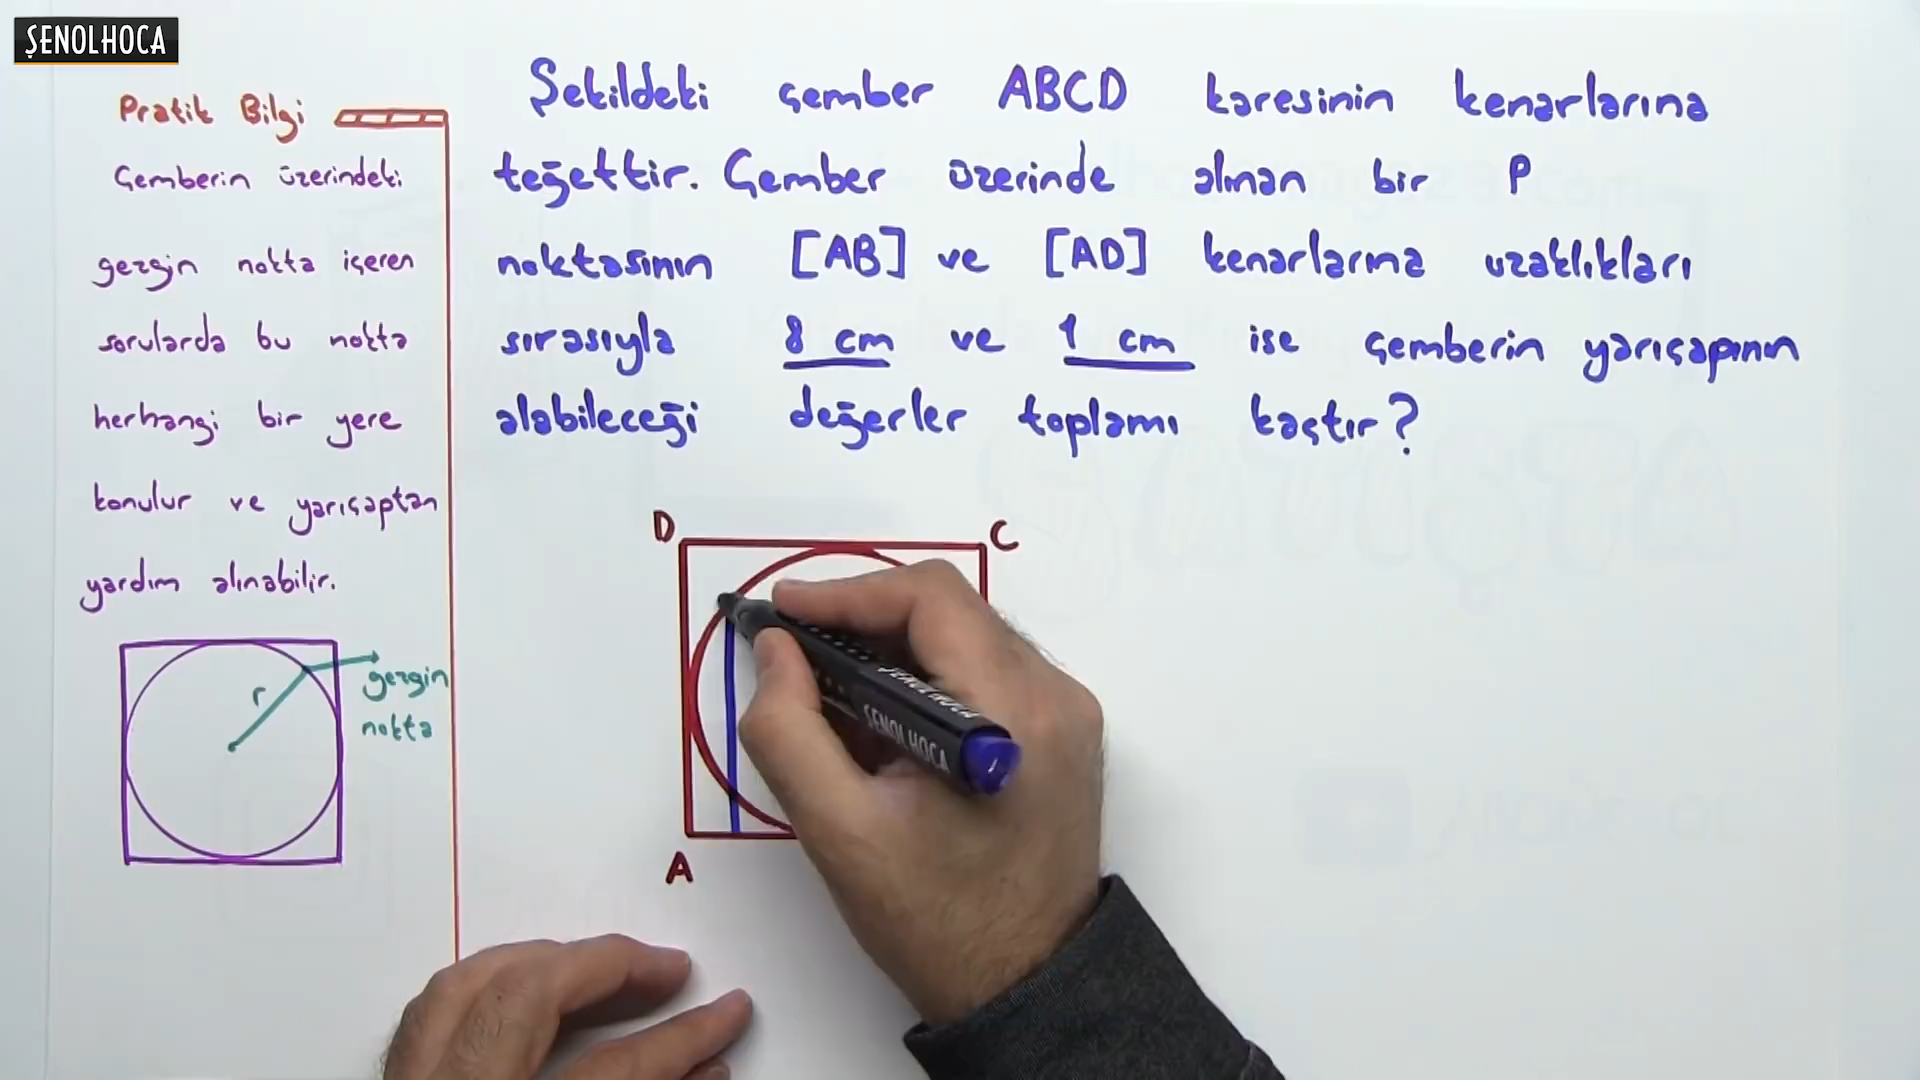 ŞENOLHOCA
Pratik Bilgi
Çemberin üzerindeki
gezgin nokta içeren
sorularda bu nokta
herhangi bir yere
konulur ve yarıçaptan
yardım alınabilir.
r
gezgin
nokta
Şekildeki çember ABCD karesinin kenarlarına
teğettir. Çember üzerinde alınan bir P
noktasının [AB] ve [AD] kenarlarına uzaklıkları
sırasıyla 8 cm ve 1 cm ise çemberin yarıçapının
alabileceği değerler toplamı kaçtır?
D
C
A
ŞENOLHOCA